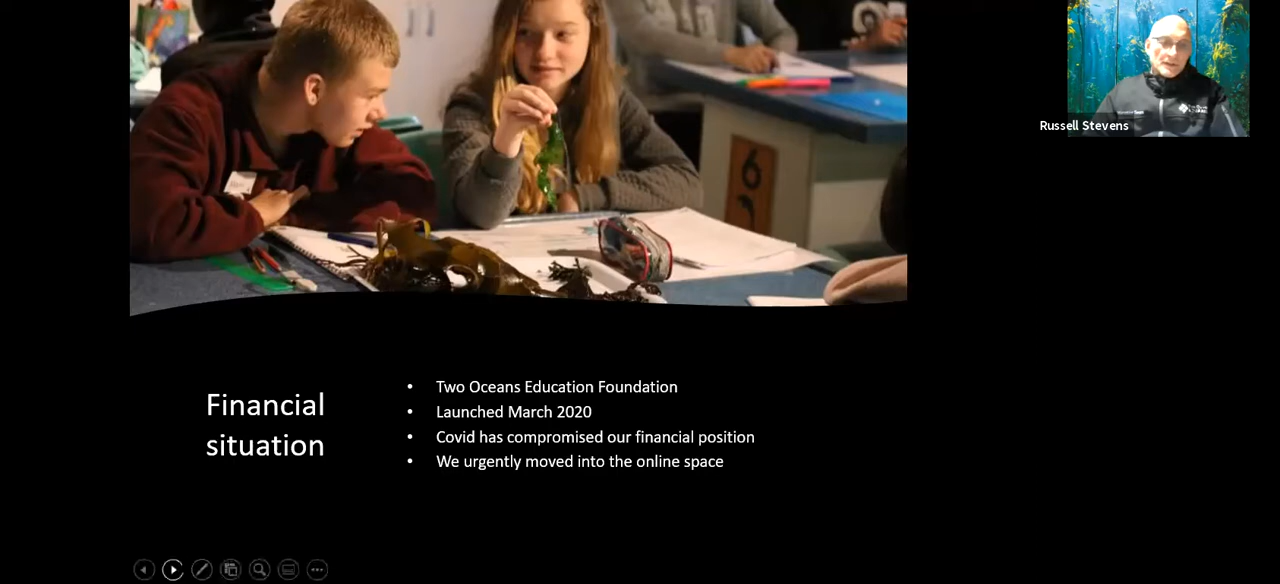 Russell Stevens
6
Financial
situation
• Two Oceans Education Foundation
• Launched March 2020
• Covid has compromised our financial position
• We urgently moved into the online space